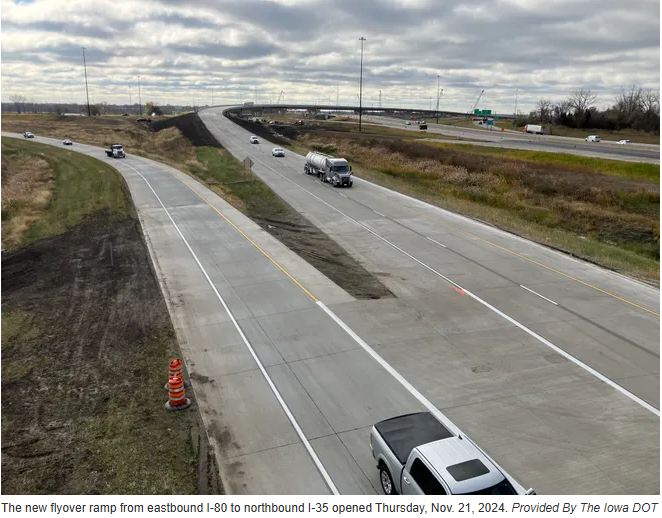 The new flyover ramp from eastbound I-80 to northbound I-35 opened Thursday, Nov. 21, 2024. Provided By The Iowa DOT